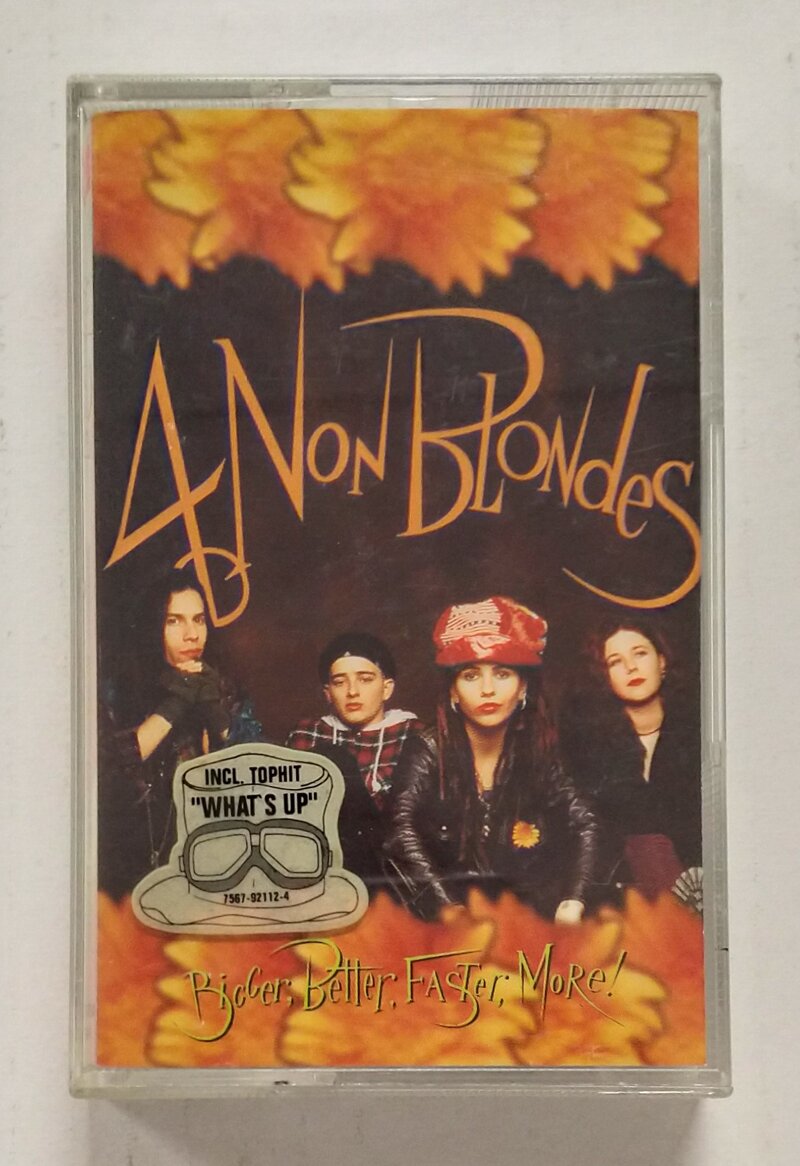 4 Non Blondes
INCL. TOPHIT
"WHAT'S UP"
7567-92112-4
Bigger, Better, Faster, More!